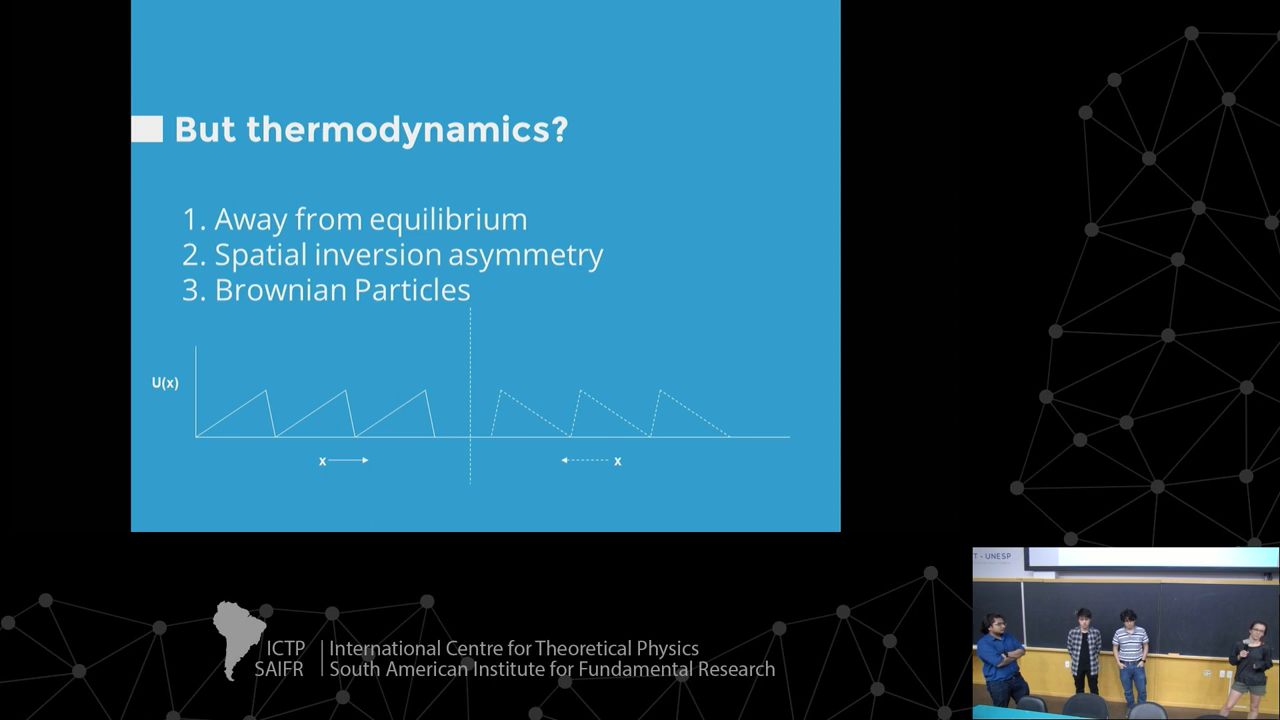 But thermodynamics?
1. Away from equilibrium
2. Spatial inversion asymmetry
3. Brownian Particles
U(x)
x
x
T - UNESP
ICTP
SAIFR
International Centre for Theoretical Physics
South American Institute for Fundamental Research